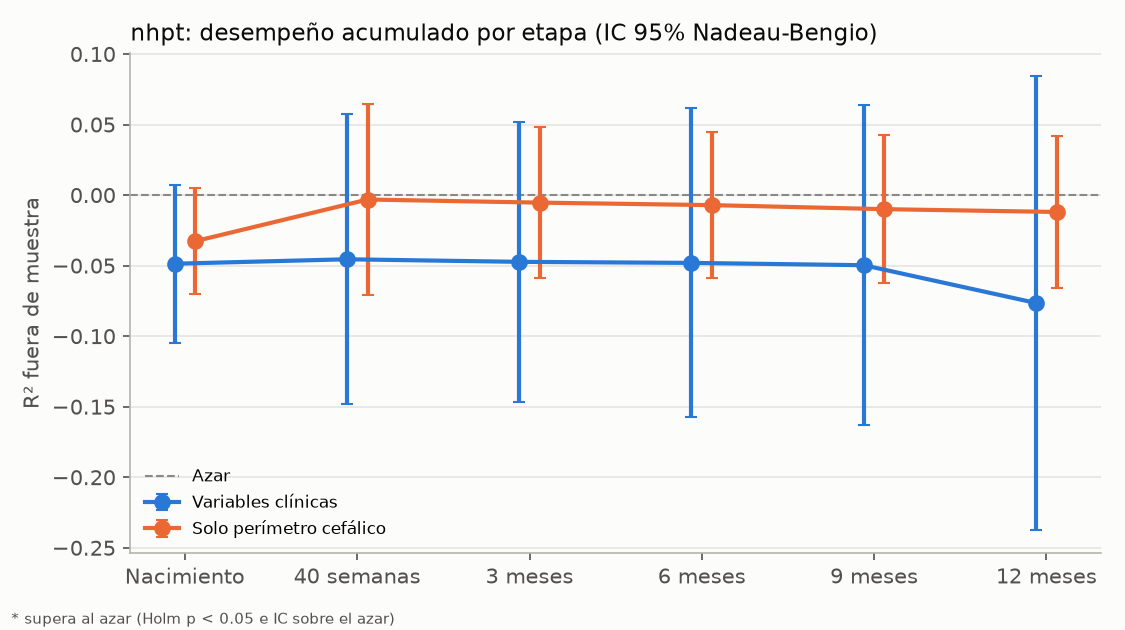 nhpt: desempeño acumulado por etapa (IC 95% Nadeau-Bengio)
R² fuera de muestra
0.10
0.05
0.00
−0.05
−0.10
−0.15
−0.20
−0.25
Azar
Variables clínicas
Solo perímetro cefálico
Nacimiento 40 semanas 3 meses 6 meses 9 meses 12 meses
* supera al azar (Holm p < 0.05 e IC sobre el azar)